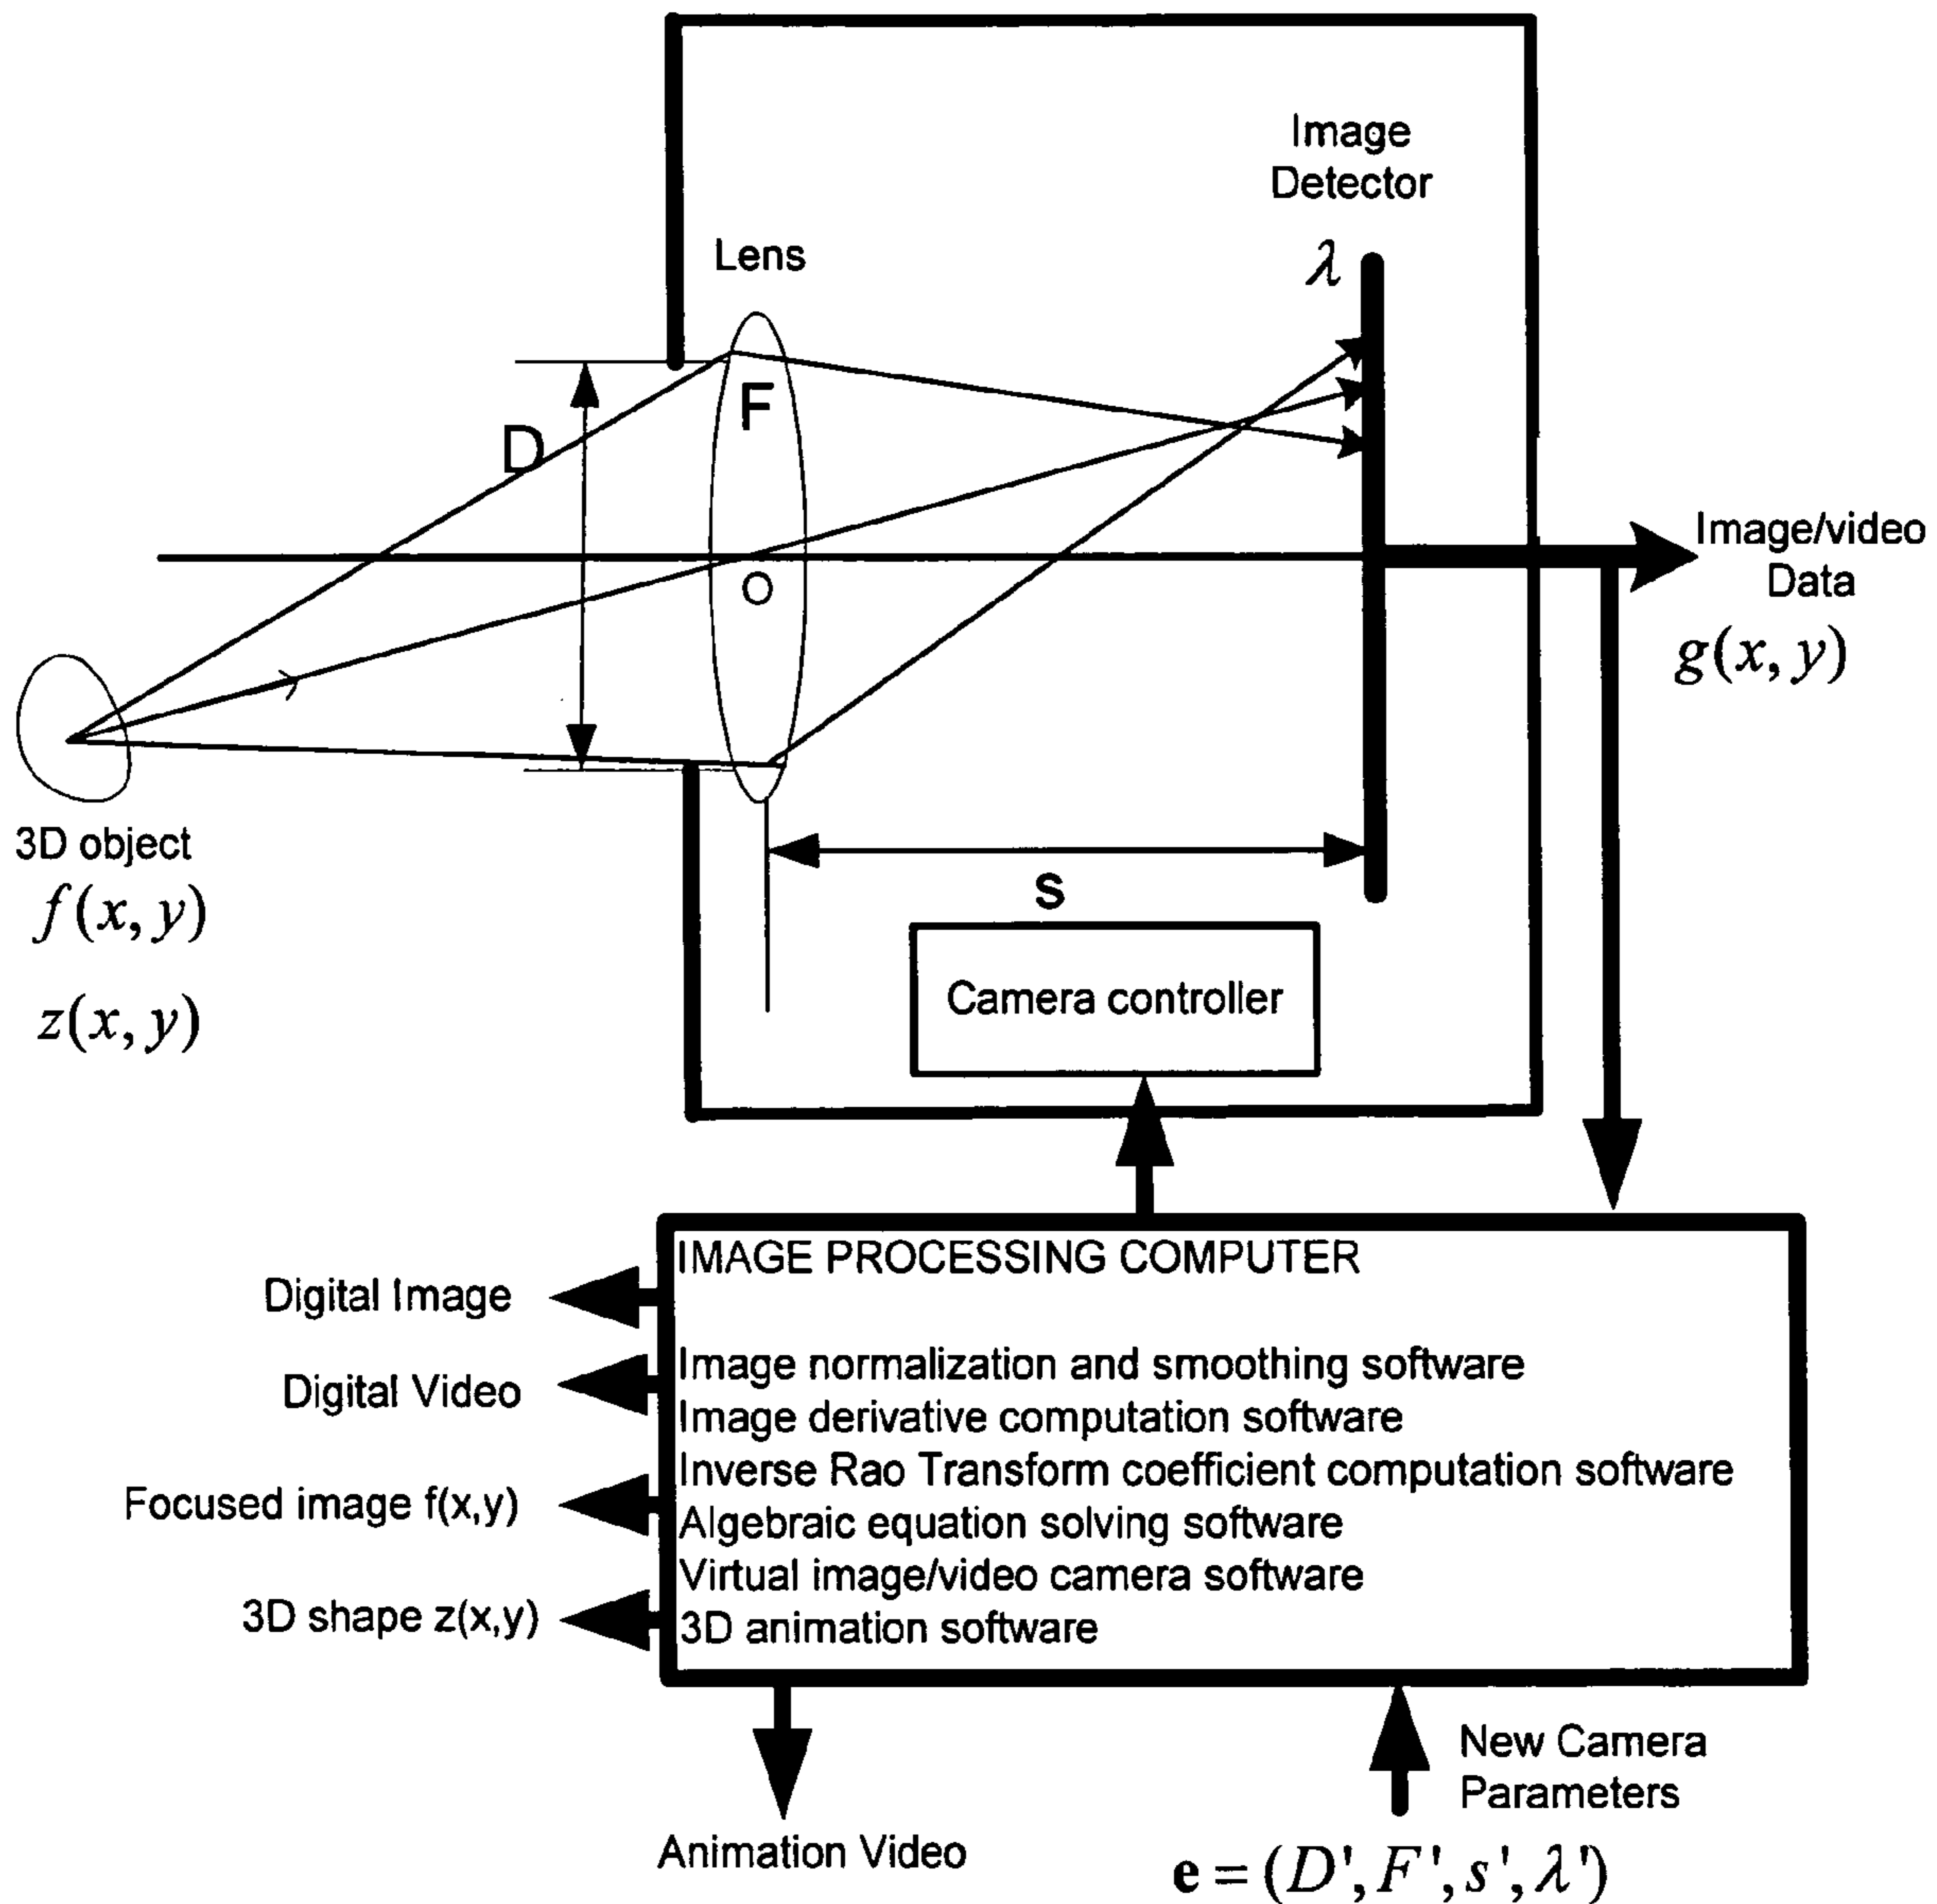 Image
Detector
λ
Lens
F
D
O
Image/video
Data
g(x, y)
3D object
f(x, y)
z(x, y)
s
Camera controller
IMAGE PROCESSING COMPUTER
Digital Image
Image normalization and smoothing software
Digital Video
Image derivative computation software
Inverse Rao Transform coefficient computation software
Focused image f(x,y)
Algebraic equation solving software
Virtual image/video camera software
3D shape z(x,y)
3D animation software
New Camera
Parameters
Animation Video
e = (D', F', s', λ')